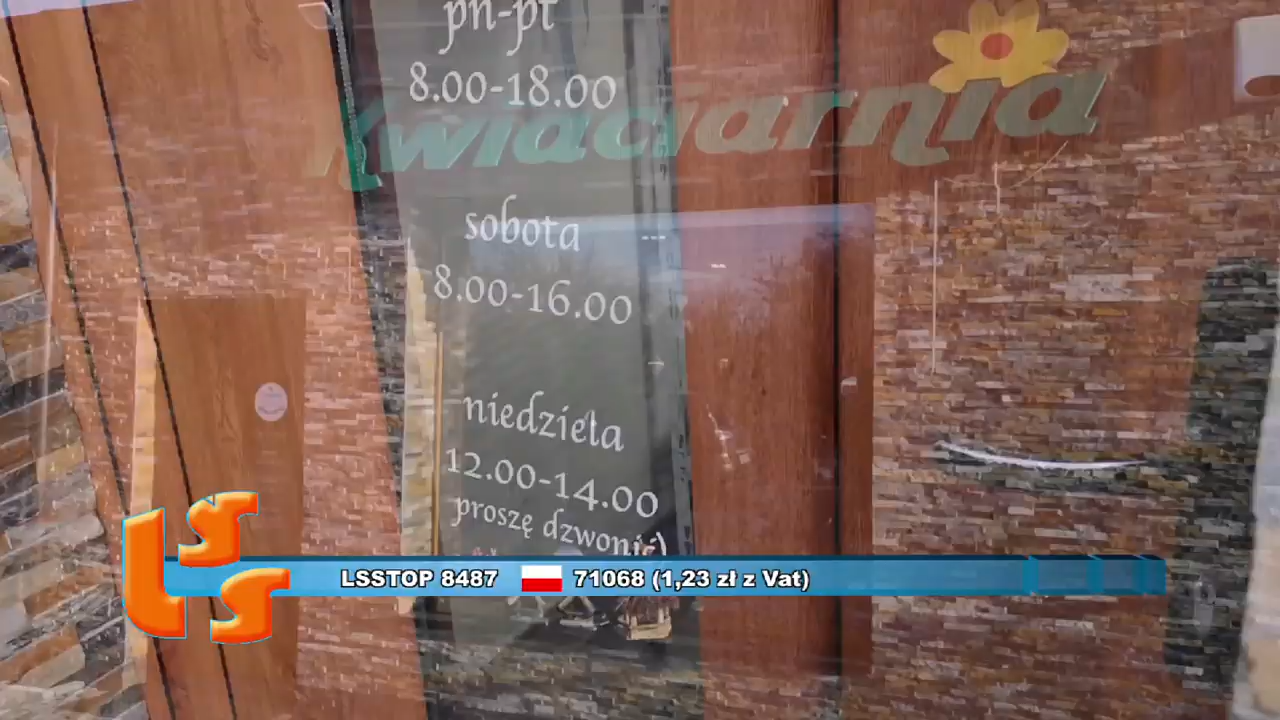 pn-pt
8.00-18.00
Kwiaciarnia
sobota
8.00-16.00
niedziela
12.00-14.00
proszę dzwonić)
LSS
LSSTOP 8487 71068 (1,23 zł z Vat)